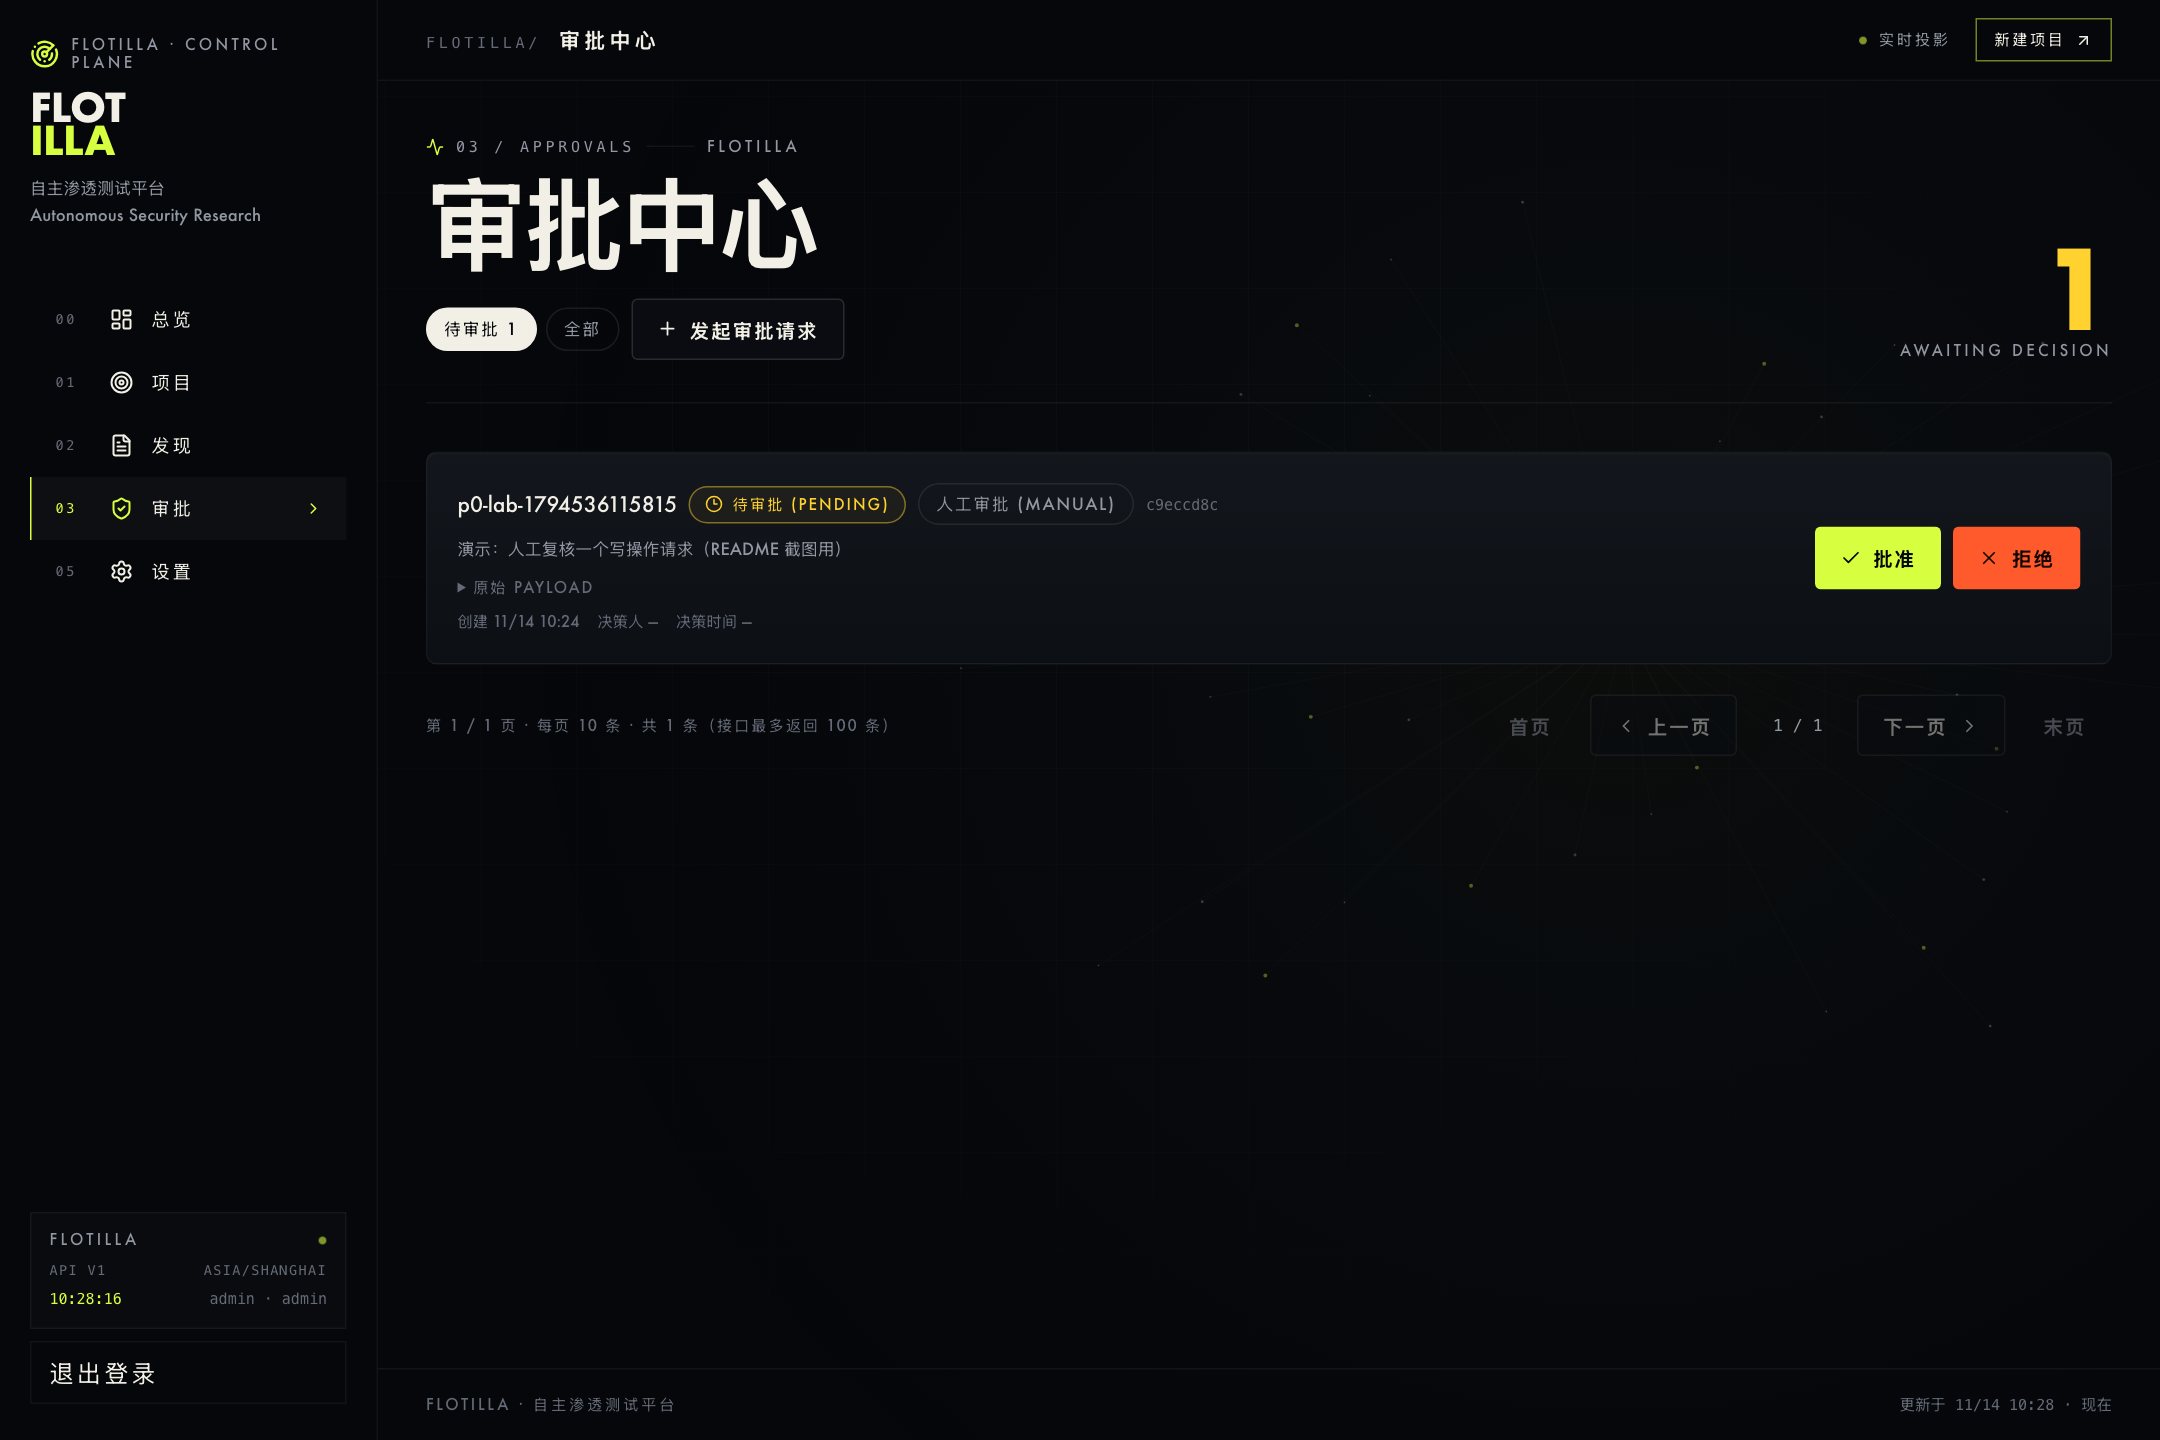 FLOTILLA · CONTROL
PLANE
FLOT
ILLA
自主渗透测试平台
Autonomous Security Research
00 总览
01 项目
02 发现
03 审批
05 设置
FLOTILLA
API V1 ASIA/SHANGHAI
10:28:16 admin · admin
退出登录
FLOTILLA/ 审批中心
实时投影 新建项目
03 / APPROVALS FLOTILLA
审批中心
待审批 1 全部 + 发起审批请求
1
AWAITING DECISION
p0-lab-1794536115815 待审批 (PENDING) 人工审批 (MANUAL) c9eccd8c
演示：人工复核一个写操作请求（README 截图用）
原始 PAYLOAD
创建 11/14 10:24 决策人 — 决策时间 —
批准 拒绝
第 1 / 1 页 · 每页 10 条 · 共 1 条（接口最多返回 100 条）
首页 上一页 1 / 1 下一页 末页
FLOTILLA · 自主渗透测试平台
更新于 11/14 10:28 · 现在